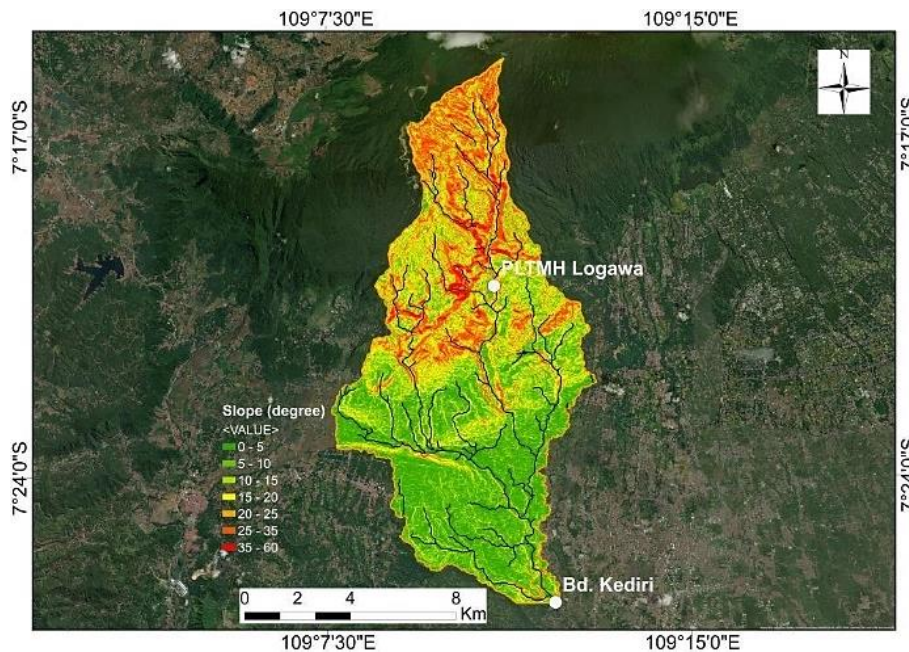 109°7'30"E
109°15'0"E
N
7°17'0"S
7°17'0"S
PLTMH Logawa
Slope (degree)
<VALUE>
0 - 5
5 - 10
10 - 15
15 - 20
20 - 25
25 - 35
35 - 60
7°24'0"S
7°24'0"S
Bd. Kediri
0 2 4 8
Km
109°7'30"E
109°15'0"E